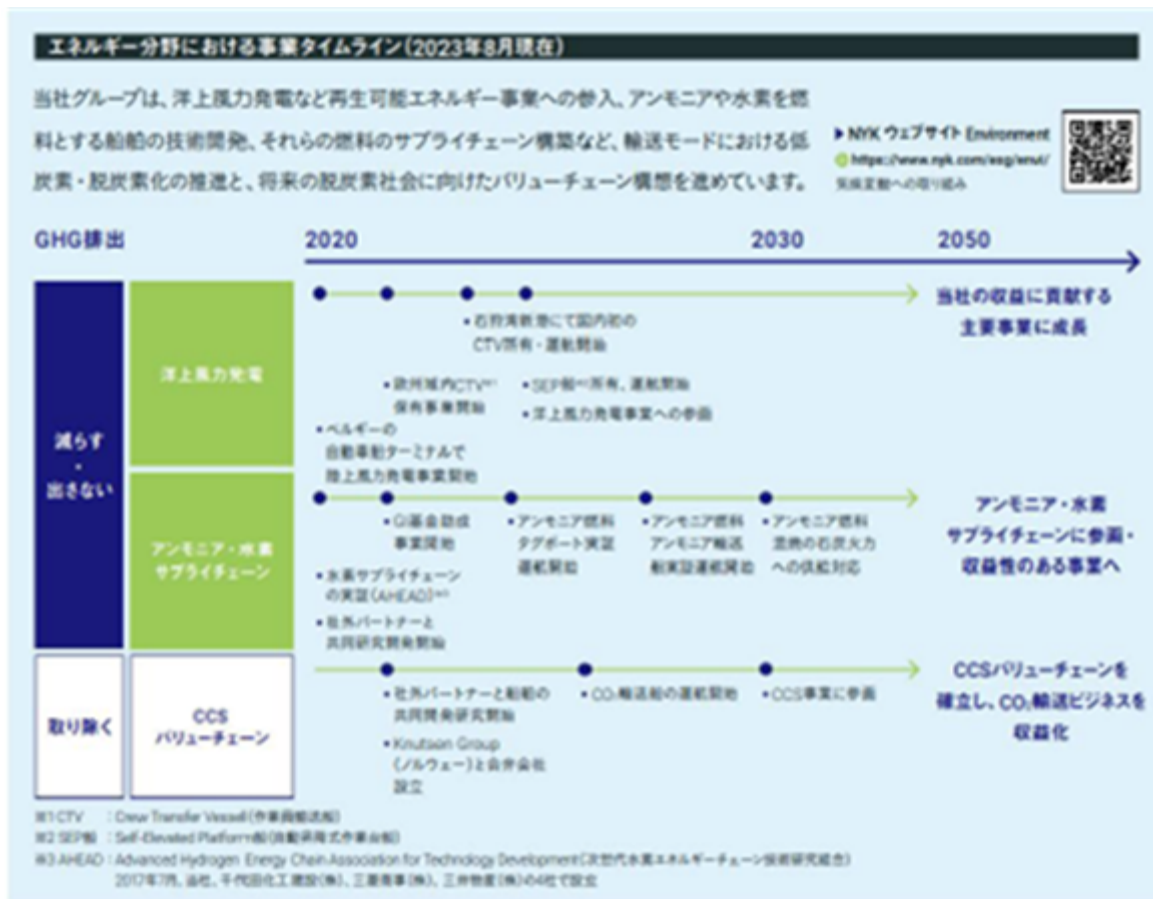 エネルギー分野における事業タイムライン(2023年8月現在)
当社グループは、洋上風力発電など再生可能エネルギー事業への参入、アンモニアや水素を燃
料とする船舶の技術開発、それらの燃料のサプライチェーン構築など、輸送モードにおける低
炭素・脱炭素化の推進と、将来の脱炭素社会に向けたバリューチェーン構想を進めています。
▶NYK ウェブサイト Environment
https://www.nyk.com/esg/envi/
気候変動への取り組み
GHG排出
2020
2030
2050
減らす
・
出さない
洋上風力発電
• 石狩湾新港にて国内初の
CTV所有・運航開始
• 欧州域内CTV※1
保有事業開始
• SEP船※2所有、運航開始
• 洋上風力発電事業への参画
• ベルギーの
自動車船ターミナルで
陸上風力発電事業開始
当社の収益に貢献する
主要事業に成長
アンモニア・水素
サプライチェーン
• GI基金助成
事業開始
• アンモニア燃料
タグボート実証
運航開始
• アンモニア燃料
アンモニア輸送
船実証運航開始
• アンモニア燃料
混焼の石炭火力
への供給対応
• 水素サプライチェーン
の実証(AHEAD)※3
• 社外パートナーと
共同研究開発開始
アンモニア・水素
サプライチェーンに参画・
収益性のある事業へ
取り除く
CCS
バリューチェーン
• 社外パートナーと船舶の
共同開発研究開始
• Knutsen Group
(ノルウェー)と合弁会社
設立
• CO₂輸送船の運航開始
• CCS事業に参画
CCSバリューチェーンを
確立し、CO₂輸送ビジネスを
収益化
※1 CTV : Crew Transfer Vessel(作業員輸送船)
※2 SEP船 : Self-Elevated Platform船(自動昇降式作業台船)
※3 AHEAD : Advanced Hydrogen Energy Chain Association for Technology Development(次世代水素エネルギーチェーン技術研究組合)
2017年7月、当社、千代田化工建設(株)、三菱商事(株)、三井物産(株)の4社で設立